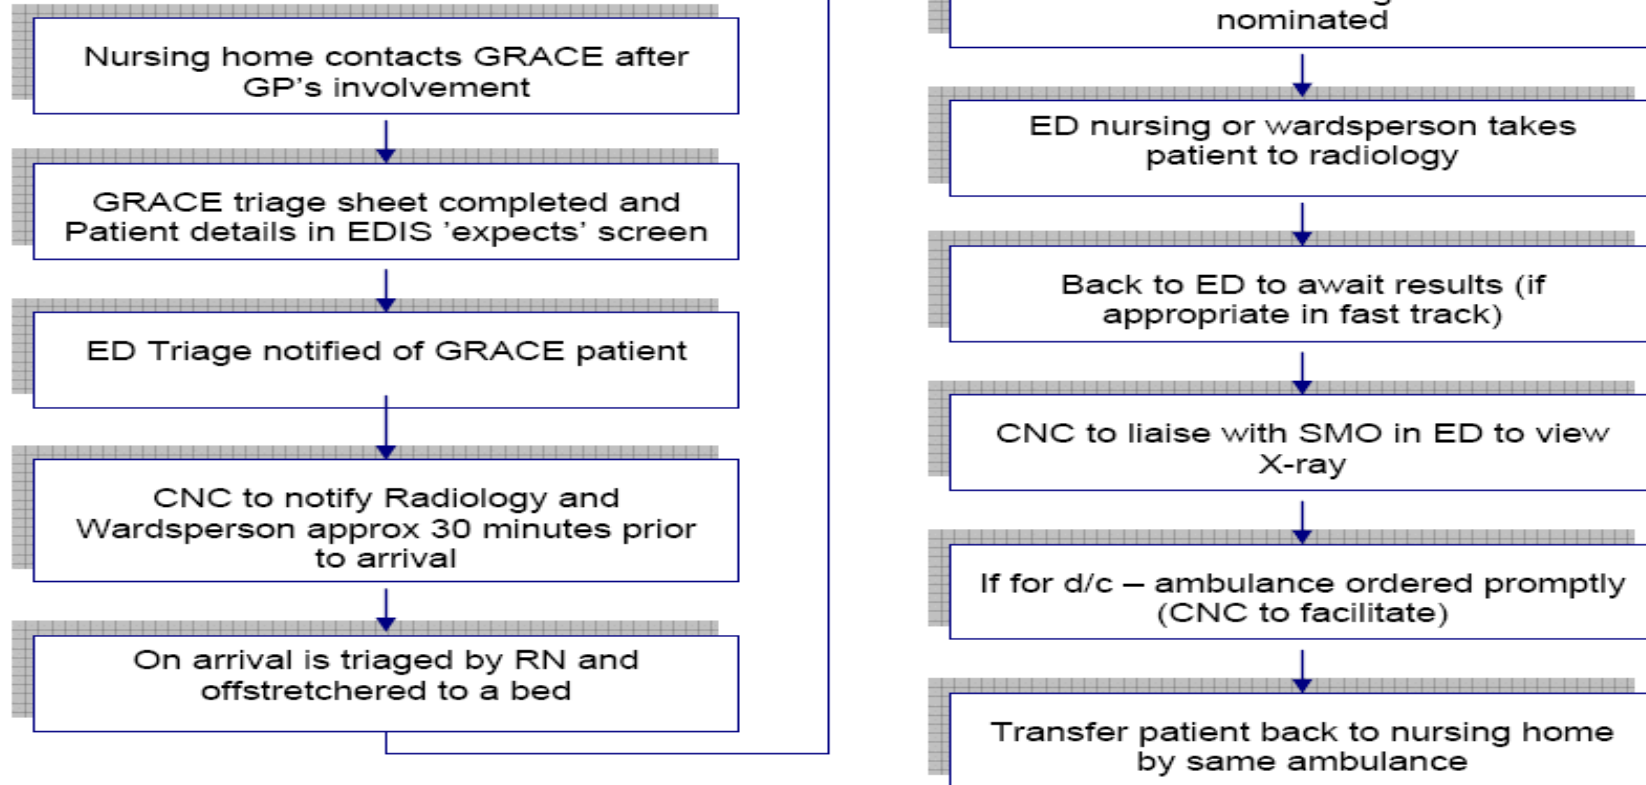 Nursing home contacts GRACE after
GP's involvement
GRACE triage sheet completed and
Patient details in EDIS 'expects' screen
ED Triage notified of GRACE patient
CNC to notify Radiology and
Wardsperson approx 30 minutes prior
to arrival
On arrival is triaged by RN and
offstretchered to a bed
nominated
ED nursing or wardsperson takes
patient to radiology
Back to ED to await results (if
appropriate in fast track)
CNC to liaise with SMO in ED to view
X-ray
If for d/c – ambulance ordered promptly
(CNC to facilitate)
Transfer patient back to nursing home
by same ambulance